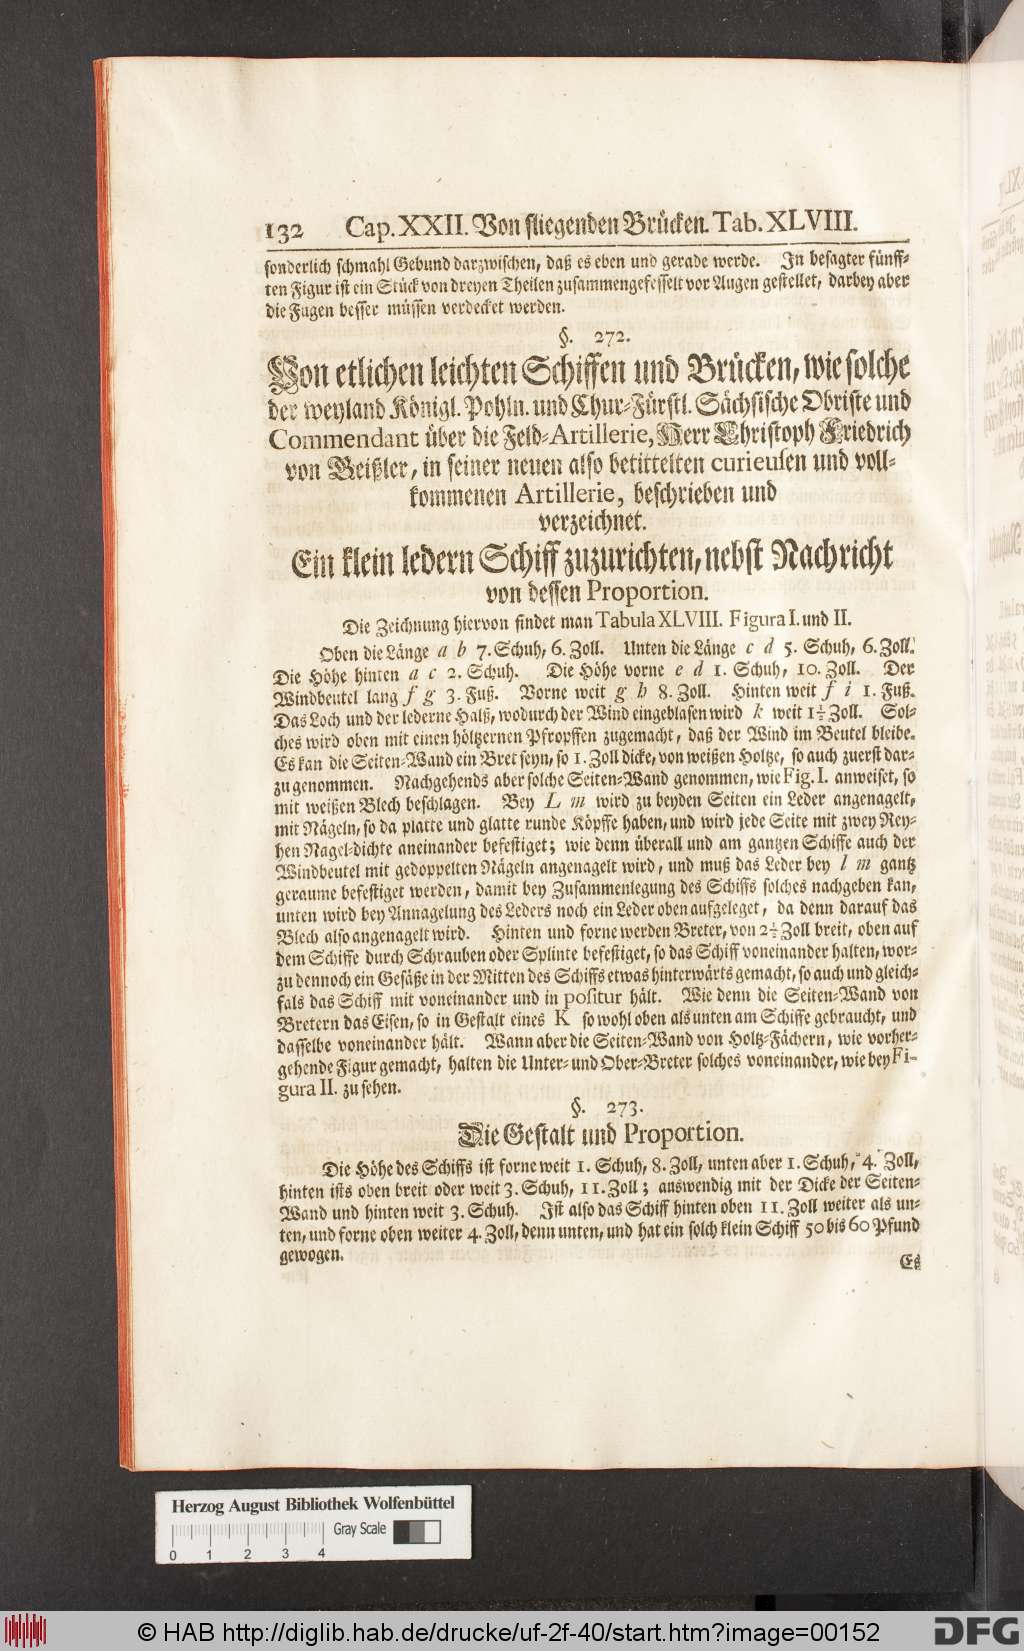 132 Cap. XXII. Von fliegenden Brücken. Tab. XLVIII.
sonderlich schmahl Gebund darzwischen, daß es eben und gerade werde. In besagter fünff-
ten Figur ist ein Stück von dreyen Theilen zusammengefesselt vor Augen gestellet, darbey aber
die Fugen besser müssen verdecket werden.
§. 272.
Von etlichen leichten Schiffen und Brücken, wie solche
der weyland Königl. Pohln. und Chur-Fürstl. Sächsische Obriste und
Commendant über die Feld-Artillerie, Herr Christoph Friedrich
von Geißler, in seiner neuen also betittelten curieusen und voll-
kommenen Artillerie, beschrieben und
verzeichnet.
Ein klein ledern Schiff zuzurichten, nebst Nachricht
von dessen Proportion.
Die Zeichnung hiervon findet man Tabula XLVIII. Figura I. und II.
Oben die Länge a b 7. Schuh, 6. Zoll. Unten die Länge c d 5. Schuh, 6. Zoll.
Die Höhe hinten a c 2. Schuh. Die Höhe vorne e d 1. Schuh, 10. Zoll. Der
Windbeutel lang f g 3. Fuß. Vorne weit g h 8. Zoll. Hinten weit f i 1. Fuß.
Das Loch und der lederne Halß, wodurch der Wind eingeblasen wird k weit 1½ Zoll. Sol-
ches wird oben mit einen höltzernen Pfropffen zugemacht, daß der Wind im Beutel bleibe.
Es kan die Seiten-Wand ein Bret seyn, so 1. Zoll dicke, von weißen Holtze, so auch zuerst dar-
zu genommen. Nachgehends aber solche Seiten-Wand genommen, wie Fig. I. anweiset, so
mit weißen Blech beschlagen. Bey L m wird zu beyden Seiten ein Leder angenagelt,
mit Nägeln, so da platte und glatte runde Köpffe haben, und wird jede Seite mit zwey Rey-
hen Nagel-dichte aneinander befestiget; wie denn überall und am gantzen Schiffe auch der
Windbeutel mit gedoppelten Nägeln angenagelt wird, und muß das Leder bey l m gantz
geraume befestiget werden, damit bey Zusammenlegung des Schiffs solches nachgeben kan,
unten wird bey Annagelung des Leders noch ein Leder oben aufgeleget, da denn darauf das
Blech also angenagelt wird. Hinten und forne werden Breter, von 2½ Zoll breit, oben auf
dem Schiffe durch Schrauben oder Splinte befestiget, so das Schiff voneinander halten, wor-
zu dennoch ein Gesäße in der Mitten des Schiffs etwas hinterwärts gemacht, so auch und gleich-
fals das Schiff mit voneinander und in positur hält. Wie denn die Seiten-Wand von
Bretern das Eisen, so in Gestalt eines K so wohl oben als unten am Schiffe gebraucht, und
dasselbe voneinander hält. Wann aber die Seiten-Wand von Holtz-Fächern, wie vorher-
gehende Figur gemacht, halten die Unter- und Ober-Breter solches voneinander, wie bey Fi-
gura II. zu sehen.
§. 273.
Die Gestalt und Proportion.
Die Höhe des Schiffs ist forne weit 1. Schuh, 8. Zoll, unten aber 1. Schuh, 4. Zoll,
hinten ists oben breit oder weit 3. Schuh, 11. Zoll; auswendig mit der Dicke der Seiten-
Wand und hinten weit 3. Schuh. Ist also das Schiff hinten oben 11. Zoll weiter als un-
ten, und forne oben weiter 4. Zoll, denn unten, und hat ein solch klein Schiff 50 bis 60 Pfund
gewogen.
Es
Herzog August Bibliothek Wolfenbüttel
Gray Scale
0 1 2 3 4
© HAB http://diglib.hab.de/drucke/uf-2f-40/start.htm?image=00152
DFG